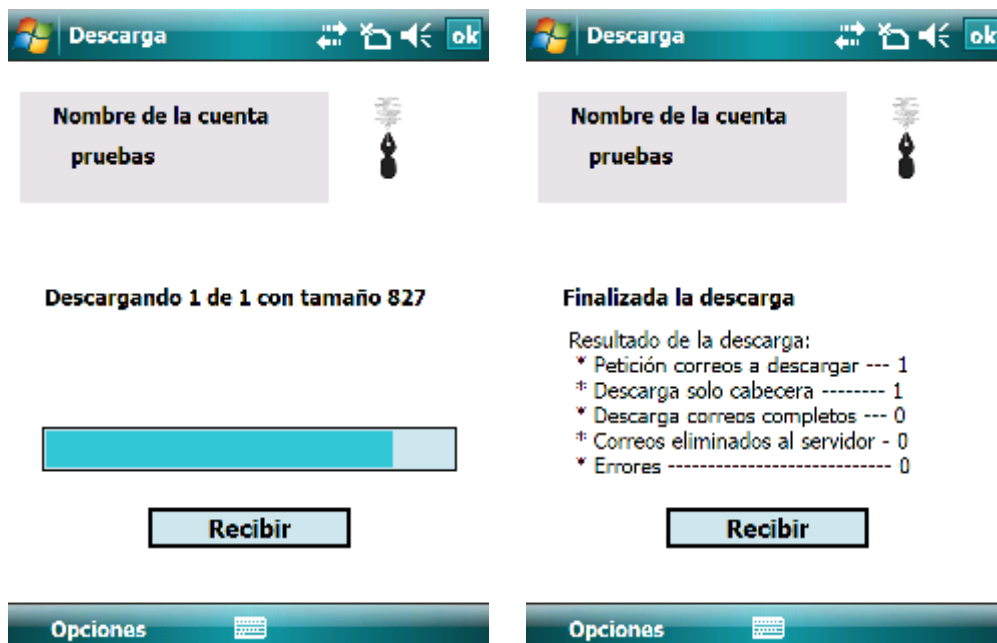 Descarga
ok
Nombre de la cuenta
pruebas
Descargando 1 de 1 con tamaño 827
Recibir
Opciones
Descarga
ok
Nombre de la cuenta
pruebas
Finalizada la descarga
Resultado de la descarga:
* Petición correos a descargar --- 1
* Descarga solo cabecera -------- 1
* Descarga correos completos --- 0
* Correos eliminados al servidor - 0
* Errores ---------------------------- 0
Recibir
Opciones